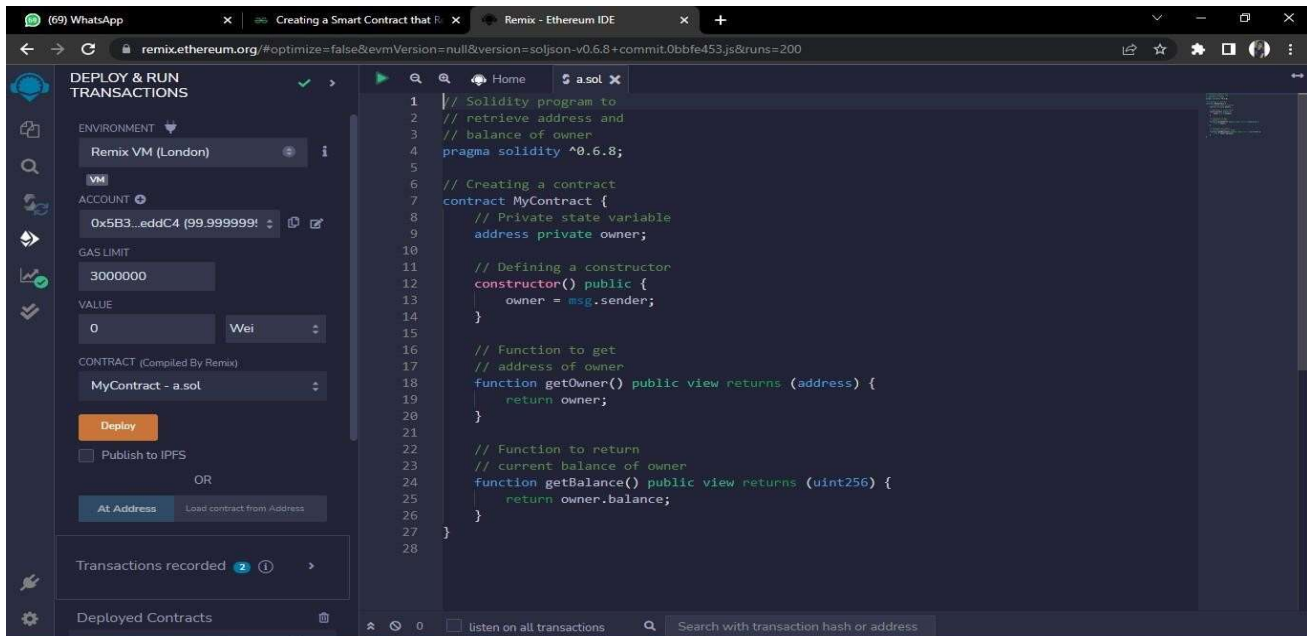 (69) WhatsApp
Creating a Smart Contract that R
Remix - Ethereum IDE
remix.ethereum.org/#optimize=false&evmVersion=null&version=soljson-v0.6.8+commit.0bbfe453.js&runs=200
DEPLOY & RUN
TRANSACTIONS
ENVIRONMENT
Remix VM (London)
VM
ACCOUNT
0x5B3...eddC4 (99.9999999
GAS LIMIT
3000000
VALUE
0 Wei
CONTRACT (Compiled By Remix)
MyContract - a.sol
Deploy
Publish to IPFS
OR
At Address Load contract from Address
Transactions recorded 2
Deployed Contracts
Home a.sol
1 // Solidity program to
2 // retrieve address and
3 // balance of owner
4 pragma solidity ^0.6.8;
5
6 // Creating a contract
7 contract MyContract {
8 // Private state variable
9 address private owner;
10
11 // Defining a constructor
12 constructor() public {
13 owner = msg.sender;
14 }
15
16 // Function to get
17 // address of owner
18 function getOwner() public view returns (address) {
19 return owner;
20 }
21
22 // Function to return
23 // current balance of owner
24 function getBalance() public view returns (uint256) {
25 return owner.balance;
26 }
27 }
28
0 listen on all transactions Search with transaction hash or address